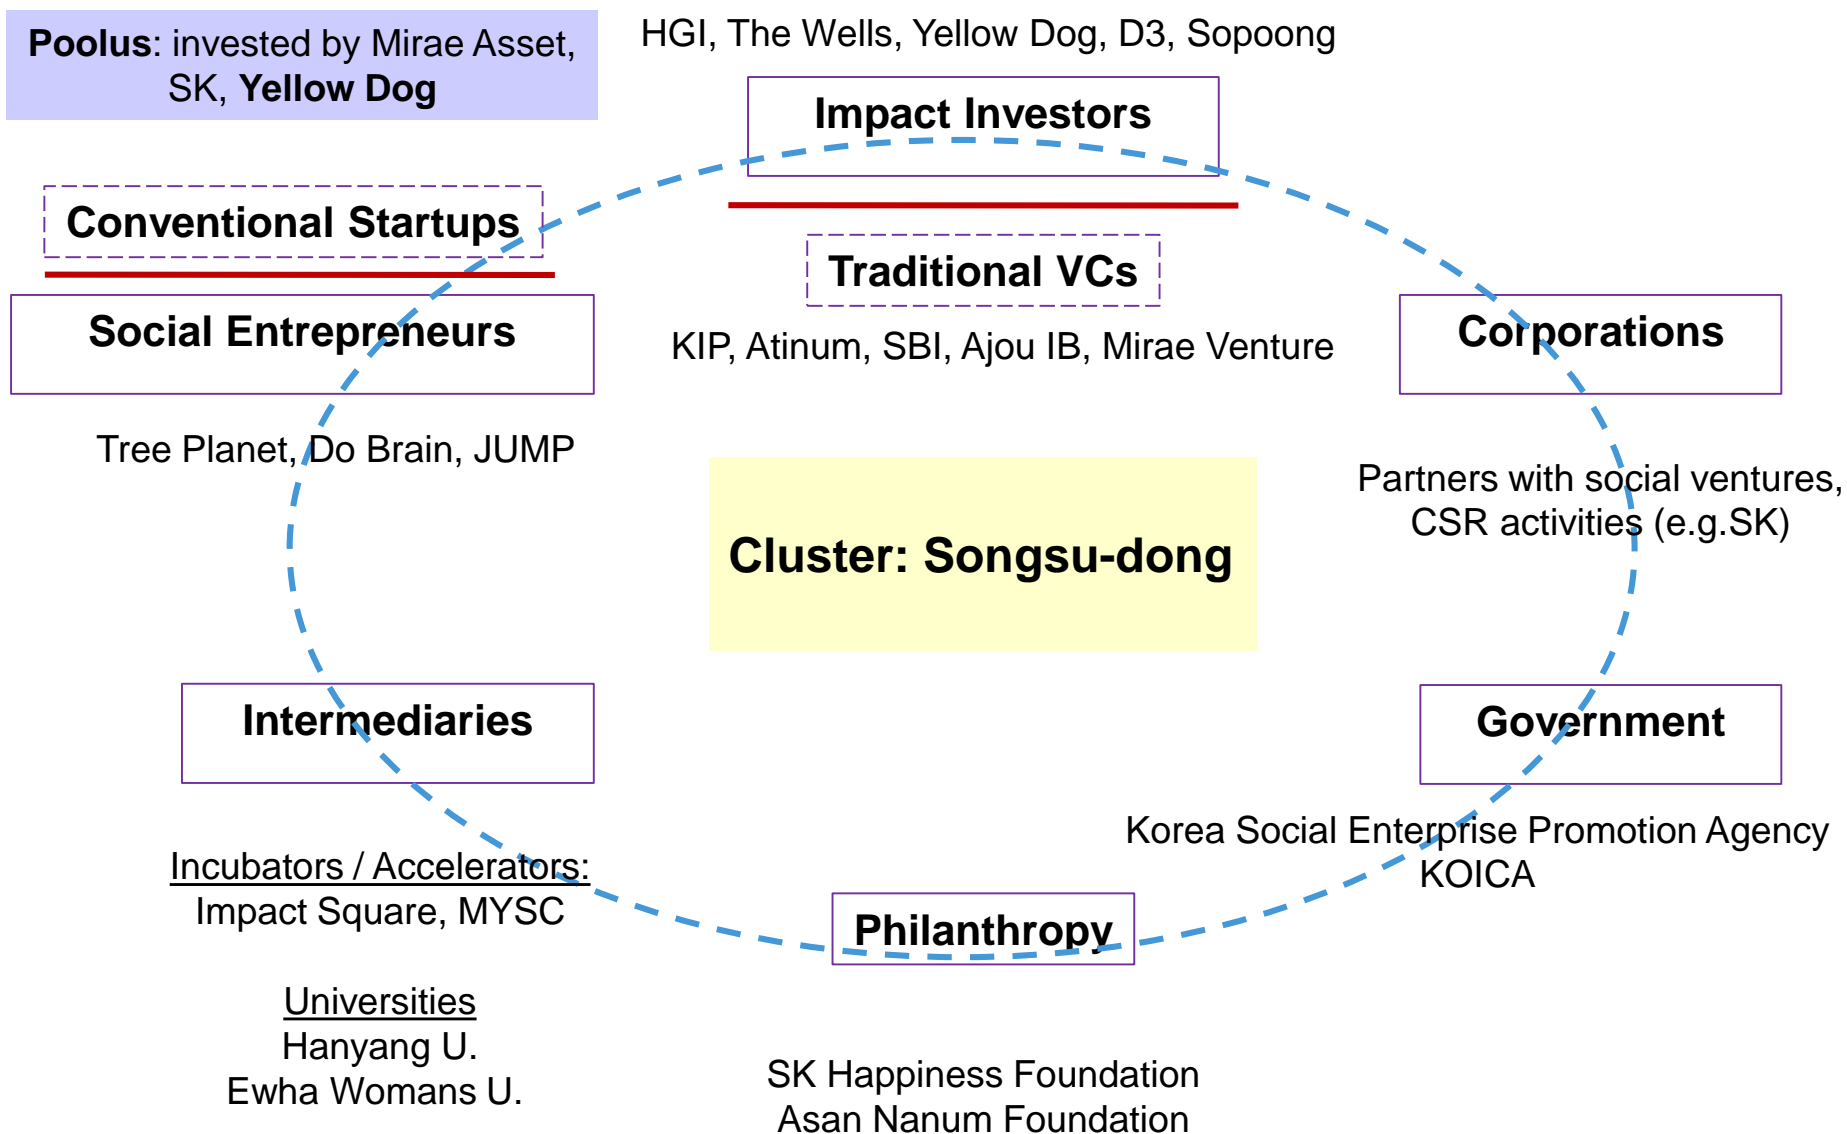 Poolus: invested by Mirae Asset,
SK, Yellow Dog
HGI, The Wells, Yellow Dog, D3, Sopoong
Impact Investors
Conventional Startups
Traditional VCs
Social Entrepreneurs
KIP, Atinum, SBI, Ajou IB, Mirae Venture
Corporations
Tree Planet, Do Brain, JUMP
Partners with social ventures,
CSR activities (e.g.SK)
Cluster: Songsu-dong
Intermediaries
Government
Incubators / Accelerators:
Impact Square, MYSC
Universities
Hanyang U.
Ewha Womans U.
Korea Social Enterprise Promotion Agency
KOICA
Philanthropy
SK Happiness Foundation
Asan Nanum Foundation